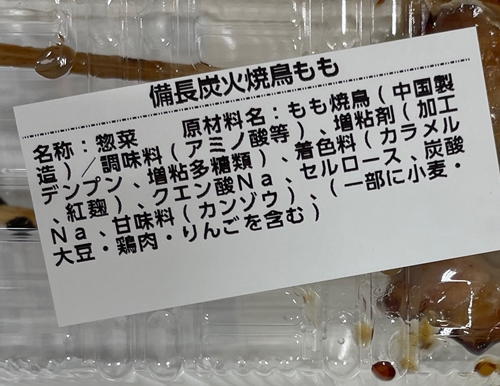 備長炭火焼鳥もも
名称：惣菜　原材料名：もも焼鳥（中国製
造）／調味料（アミノ酸等）、増粘剤（加工
デンプン、増粘多糖類）、着色料（カラメル
、紅麹）、クエン酸Ｎａ、セルロース、炭酸
Ｎａ、甘味料（カンゾウ）、（一部に小麦・
大豆・鶏肉・りんごを含む）